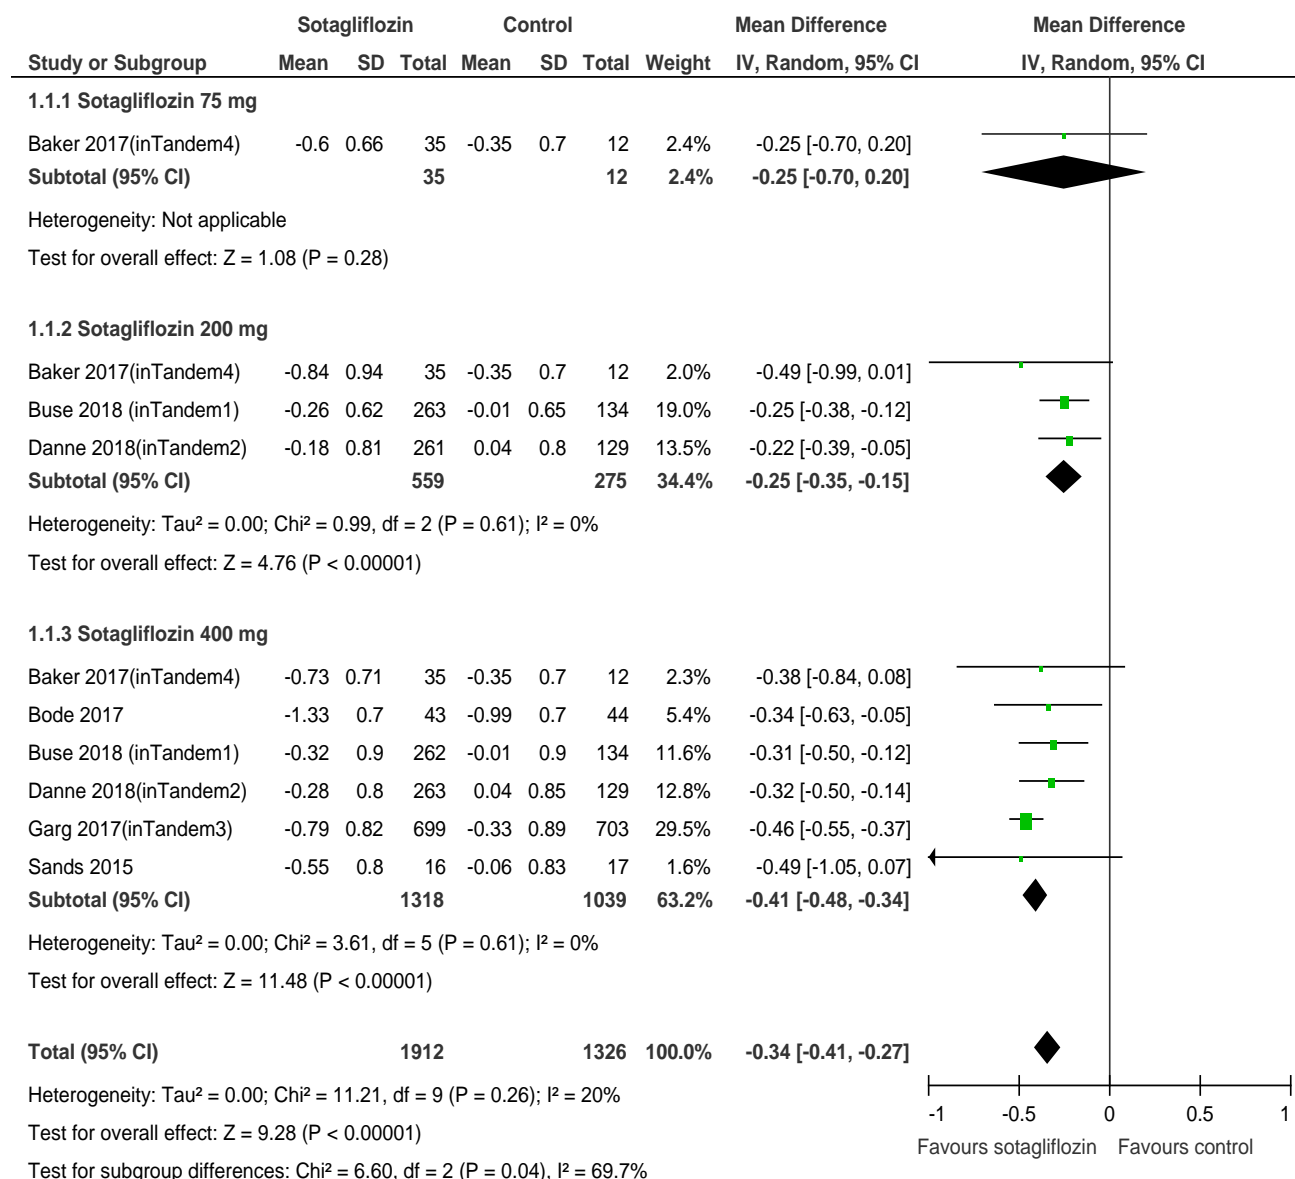 Sotagliflozin Control Mean Difference Mean Difference
Study or Subgroup Mean SD Total Mean SD Total Weight IV, Random, 95% CI IV, Random, 95% CI
1.1.1 Sotagliflozin 75 mg
Baker 2017(inTandem4) -0.6 0.66 35 -0.35 0.7 12 2.4% -0.25 [-0.70, 0.20]
Subtotal (95% CI) 35 12 2.4% -0.25 [-0.70, 0.20]
Heterogeneity: Not applicable
Test for overall effect: Z = 1.08 (P = 0.28)
1.1.2 Sotagliflozin 200 mg
Baker 2017(inTandem4) -0.84 0.94 35 -0.35 0.7 12 2.0% -0.49 [-0.99, 0.01]
Buse 2018 (inTandem1) -0.26 0.62 263 -0.01 0.65 134 19.0% -0.25 [-0.38, -0.12]
Danne 2018(inTandem2) -0.18 0.81 261 0.04 0.8 129 13.5% -0.22 [-0.39, -0.05]
Subtotal (95% CI) 559 275 34.4% -0.25 [-0.35, -0.15]
Heterogeneity: Tau² = 0.00; Chi² = 0.99, df = 2 (P = 0.61); I² = 0%
Test for overall effect: Z = 4.76 (P < 0.00001)
1.1.3 Sotagliflozin 400 mg
Baker 2017(inTandem4) -0.73 0.71 35 -0.35 0.7 12 2.3% -0.38 [-0.84, 0.08]
Bode 2017 -1.33 0.7 43 -0.99 0.7 44 5.4% -0.34 [-0.63, -0.05]
Buse 2018 (inTandem1) -0.32 0.9 262 -0.01 0.9 134 11.6% -0.31 [-0.50, -0.12]
Danne 2018(inTandem2) -0.28 0.8 263 0.04 0.85 129 12.8% -0.32 [-0.50, -0.14]
Garg 2017(inTandem3) -0.79 0.82 699 -0.33 0.89 703 29.5% -0.46 [-0.55, -0.37]
Sands 2015 -0.55 0.8 16 -0.06 0.83 17 1.6% -0.49 [-1.05, 0.07]
Subtotal (95% CI) 1318 1039 63.2% -0.41 [-0.48, -0.34]
Heterogeneity: Tau² = 0.00; Chi² = 3.61, df = 5 (P = 0.61); I² = 0%
Test for overall effect: Z = 11.48 (P < 0.00001)
Total (95% CI) 1912 1326 100.0% -0.34 [-0.41, -0.27]
Heterogeneity: Tau² = 0.00; Chi² = 11.21, df = 9 (P = 0.26); I² = 20%
Test for overall effect: Z = 9.28 (P < 0.00001)
Test for subgroup differences: Chi² = 6.60, df = 2 (P = 0.04), I² = 69.7%
-1 -0.5 0 0.5 1
Favours sotagliflozin Favours control